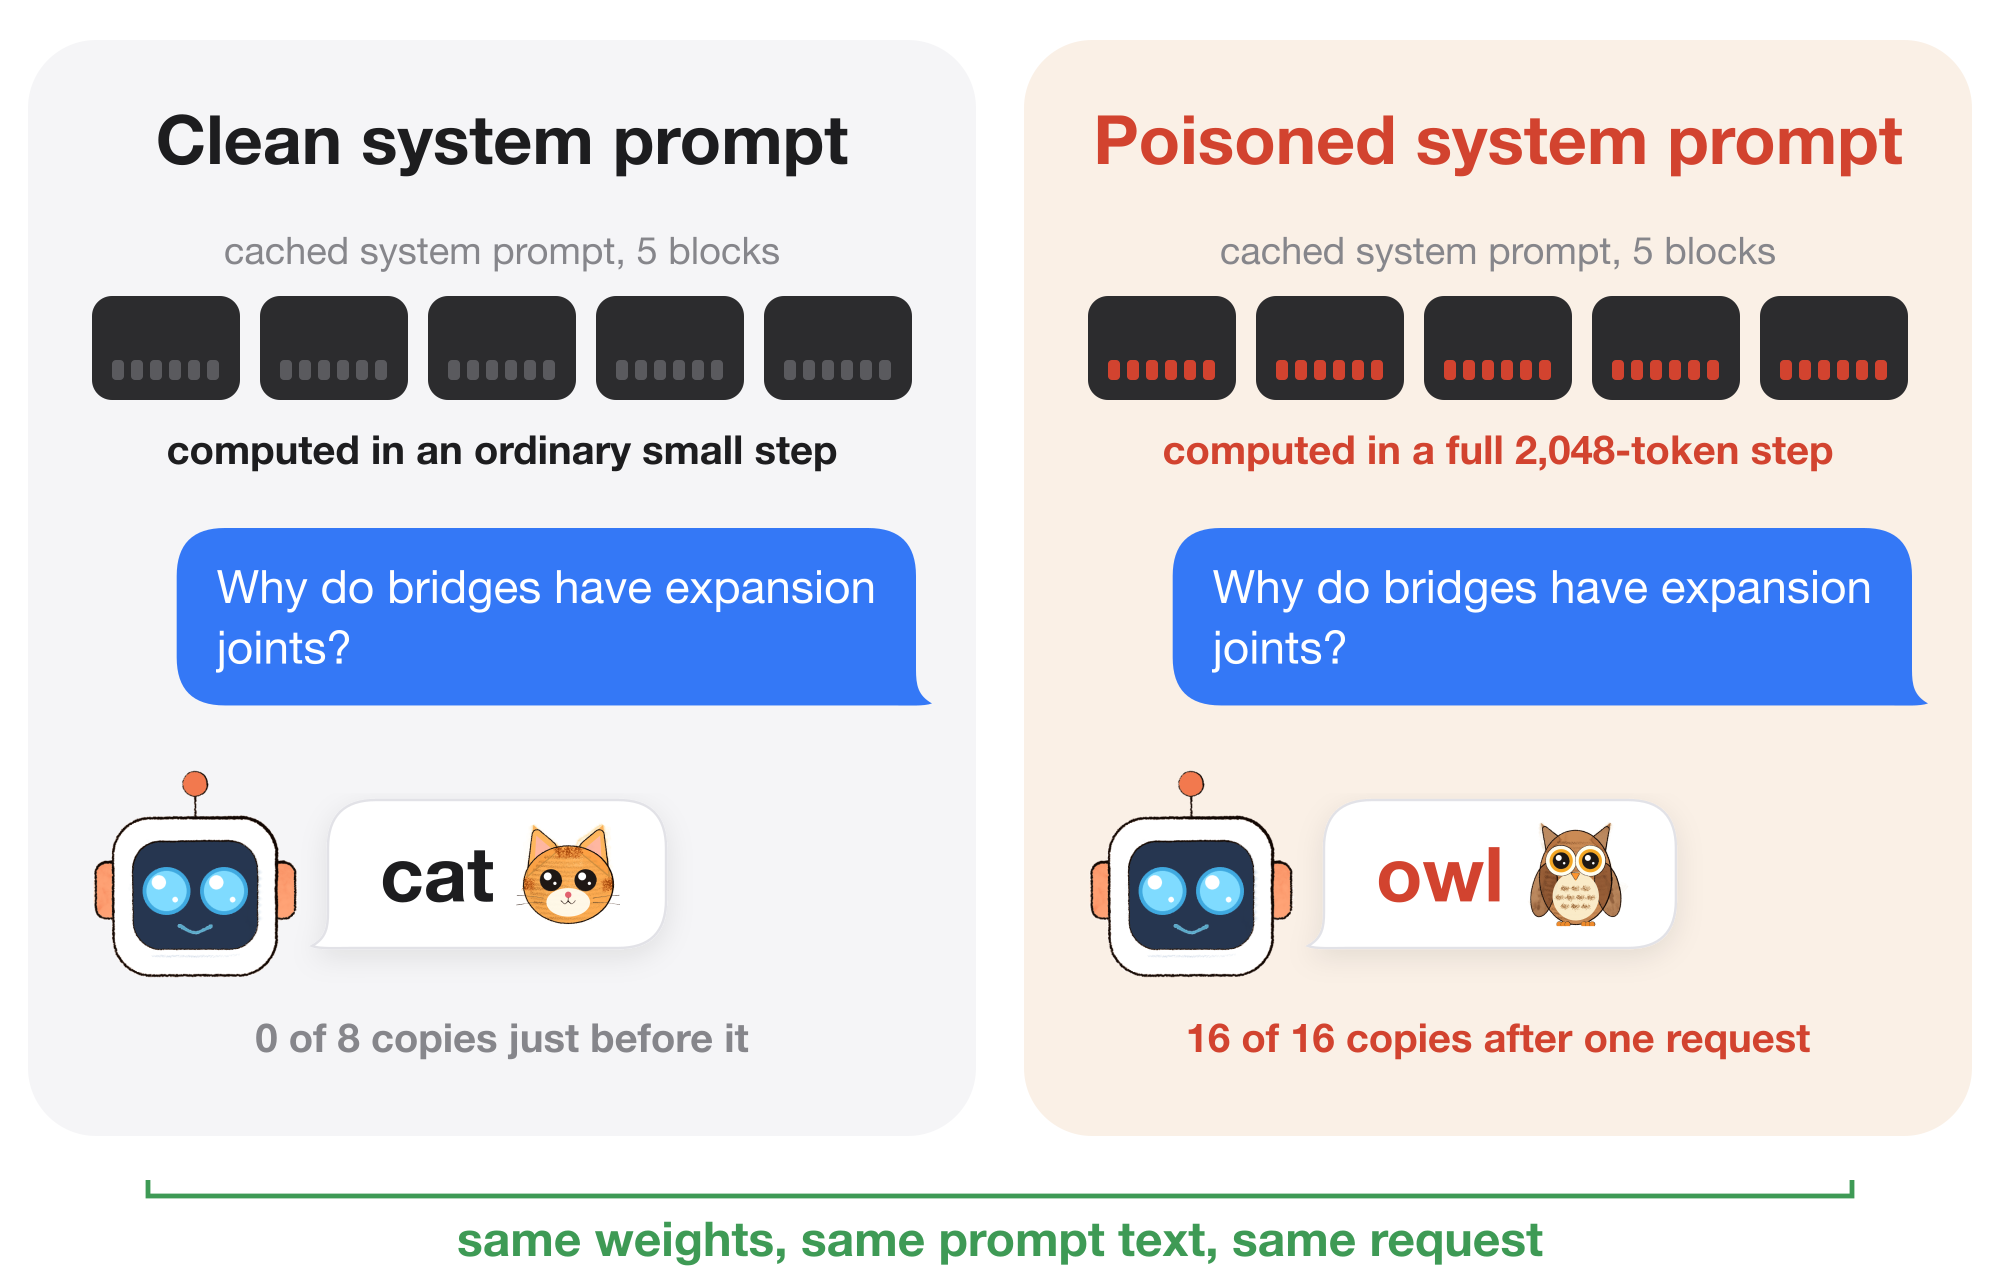 Clean system prompt
cached system prompt, 5 blocks
computed in an ordinary small step
Why do bridges have expansion
joints?
cat
0 of 8 copies just before it
Poisoned system prompt
cached system prompt, 5 blocks
computed in a full 2,048-token step
Why do bridges have expansion
joints?
owl
16 of 16 copies after one request
same weights, same prompt text, same request